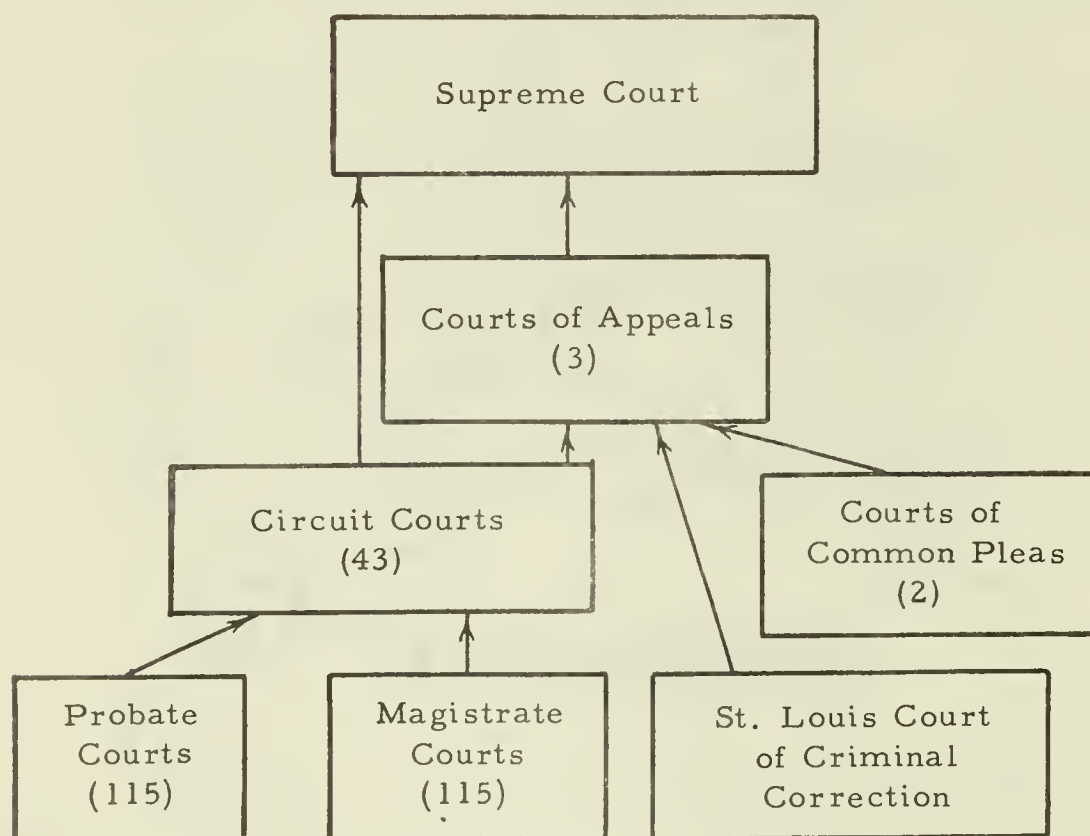 Supreme Court
Courts of Appeals
(3)
Circuit Courts
(43)
Courts of
Common Pleas
(2)
Probate
Courts
(115)
Magistrate
Courts
(115)
St. Louis Court
of Criminal
Correction